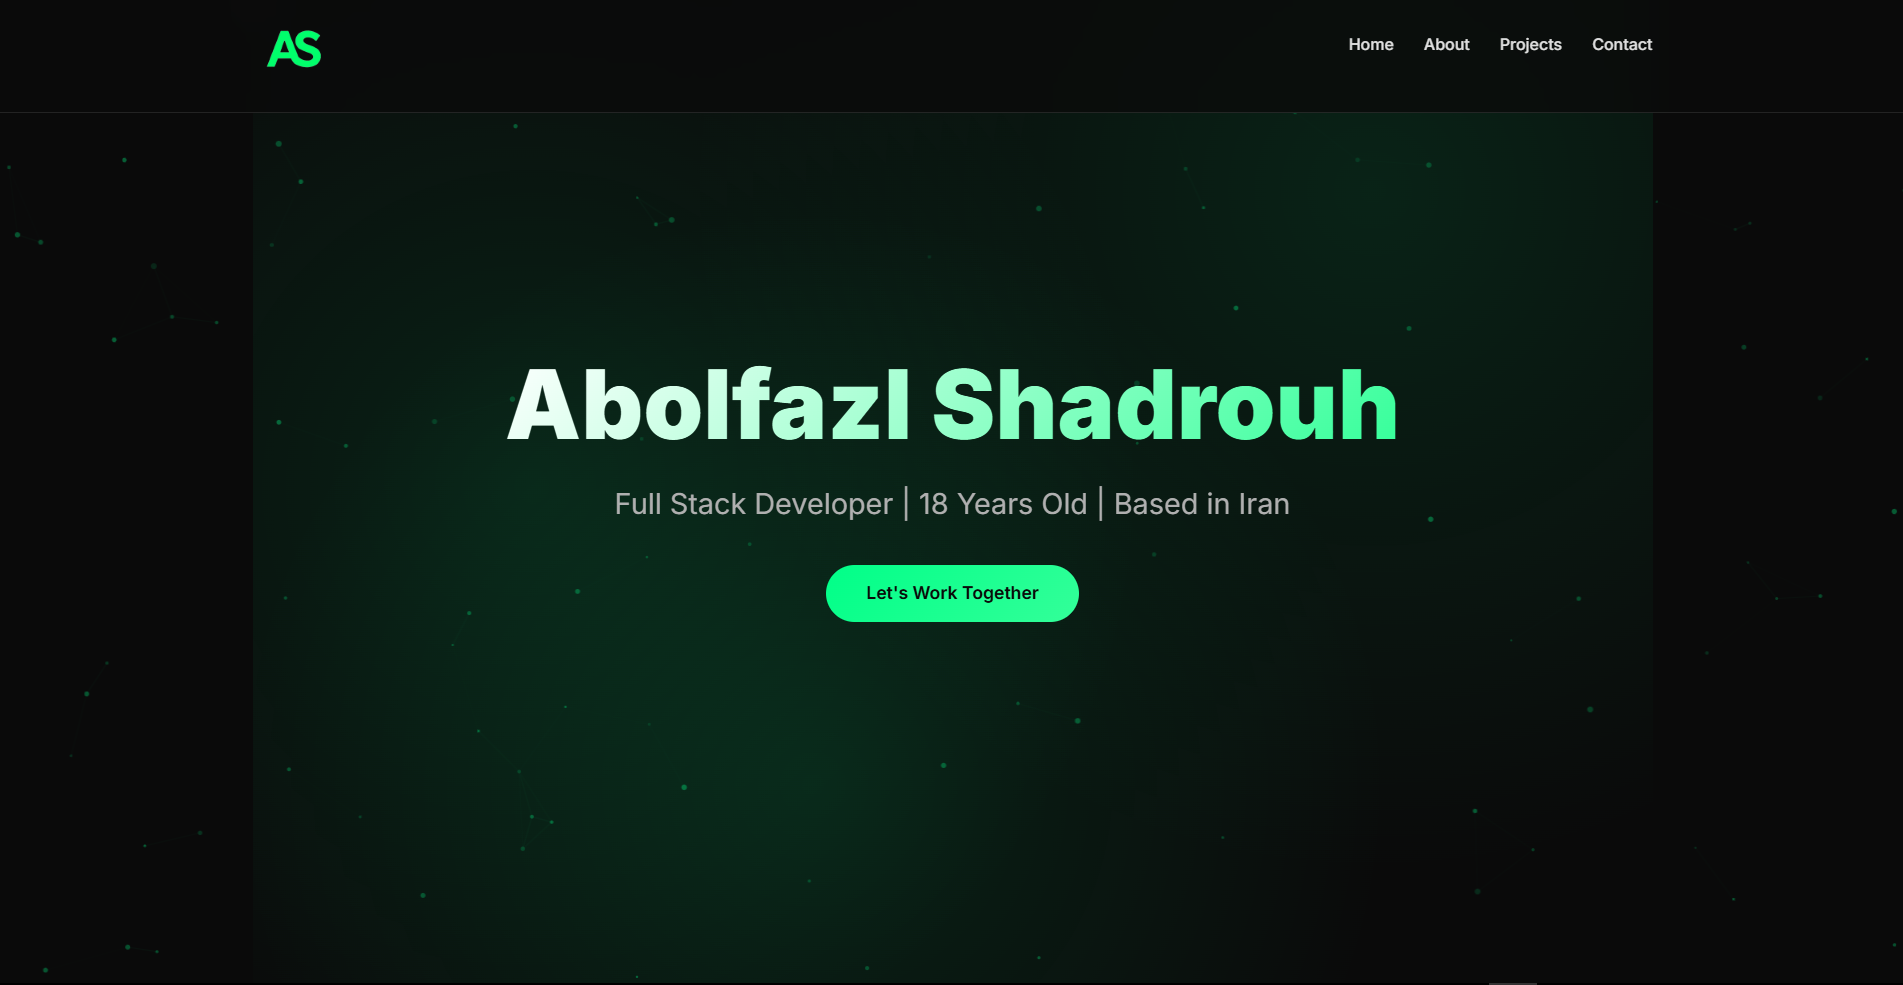 AS
Home About Projects Contact
Abolfazl Shadrouh
Full Stack Developer | 18 Years Old | Based in Iran
Let's Work Together